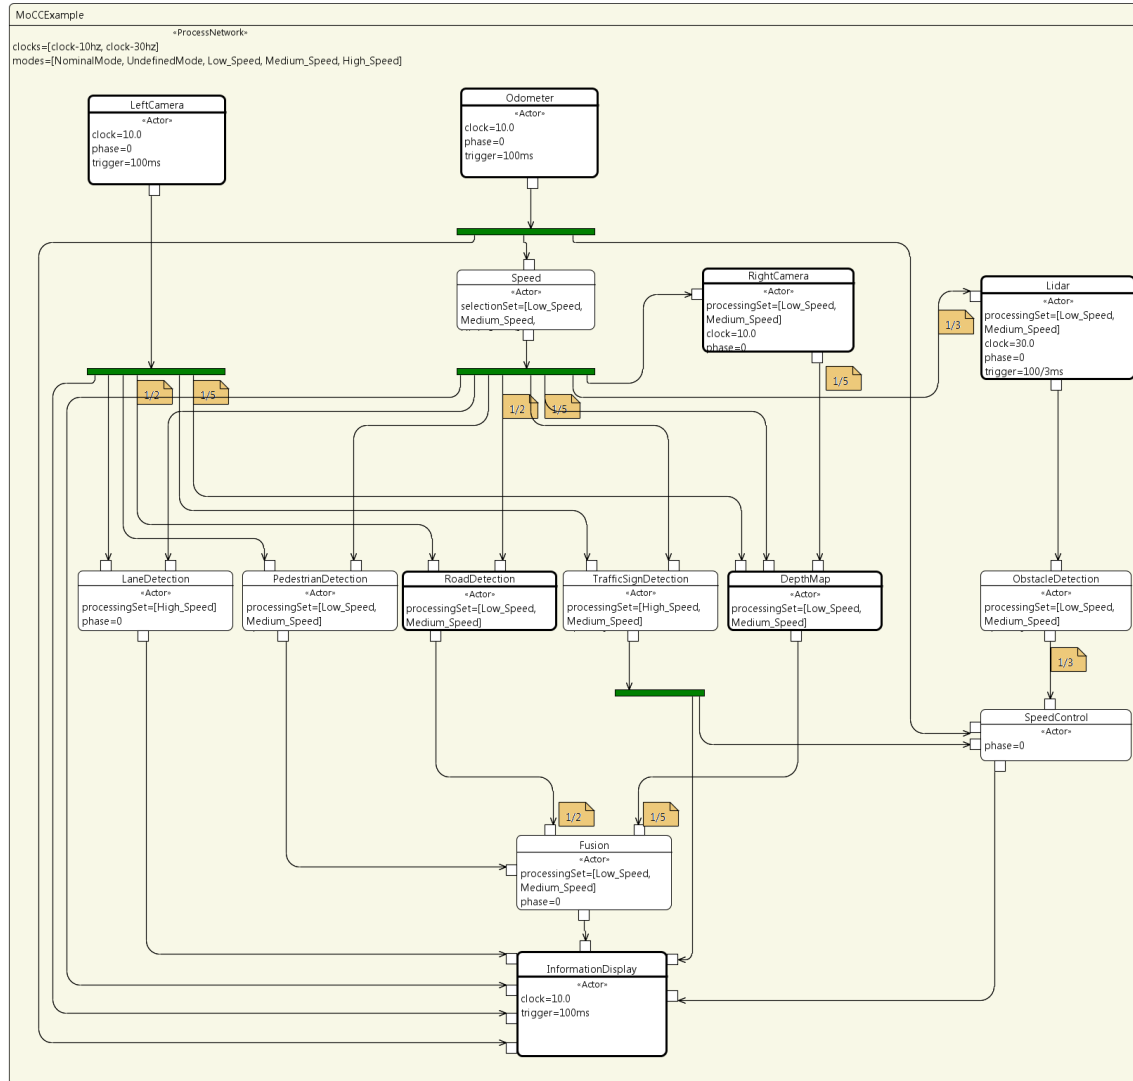 MoCCExample
«ProcessNetwork»
clocks=[clock-10hz, clock-30hz]
modes=[NominalMode, UndefinedMode, Low_Speed, Medium_Speed, High_Speed]
LeftCamera
«Actor»
clock=10.0
phase=0
trigger=100ms
Odometer
«Actor»
clock=10.0
phase=0
trigger=100ms
Speed
«Actor»
selectionSet=[Low_Speed,
Medium_Speed,
RightCamera
«Actor»
processingSet=[Low_Speed,
Medium_Speed]
clock=10.0
phase=0
Lidar
«Actor»
processingSet=[Low_Speed,
Medium_Speed]
clock=30.0
phase=0
trigger=100/3ms
1/3
1/2
1/5
1/2
1/5
1/5
LaneDetection
«Actor»
processingSet=[High_Speed]
phase=0
PedestrianDetection
«Actor»
processingSet=[Low_Speed,
Medium_Speed]
RoadDetection
«Actor»
processingSet=[Low_Speed,
Medium_Speed]
TrafficSignDetection
«Actor»
processingSet=[High_Speed,
Medium_Speed]
DepthMap
«Actor»
processingSet=[Low_Speed,
Medium_Speed]
ObstacleDetection
«Actor»
processingSet=[Low_Speed,
Medium_Speed]
1/3
SpeedControl
«Actor»
phase=0
1/2
1/5
Fusion
«Actor»
processingSet=[Low_Speed,
Medium_Speed]
phase=0
InformationDisplay
«Actor»
clock=10.0
trigger=100ms